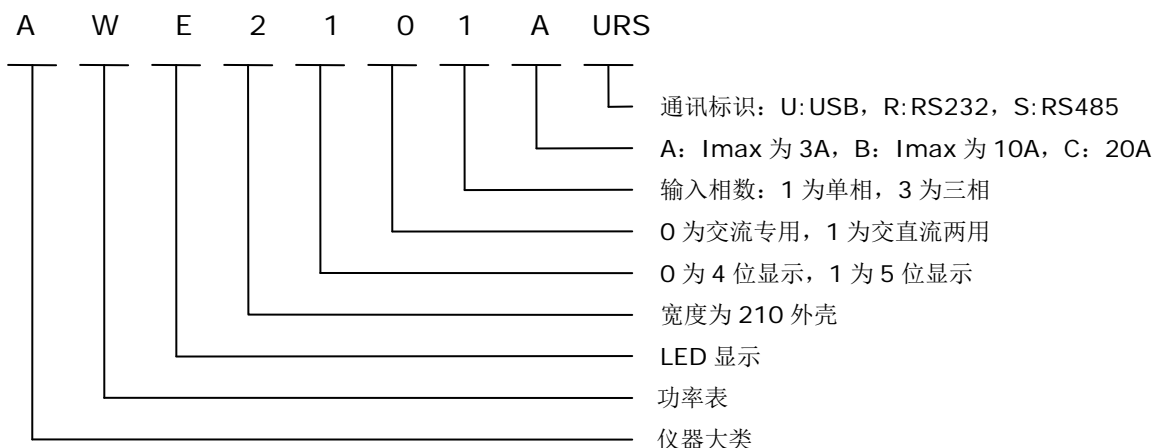 A W E 2 1 0 1 A URS
通讯标识：U:USB，R:RS232，S:RS485
A：Imax 为 3A，B：Imax 为 10A，C：20A
输入相数：1 为单相，3 为三相
0 为交流专用，1 为交直流两用
0 为 4 位显示，1 为 5 位显示
宽度为 210 外壳
LED 显示
功率表
仪器大类